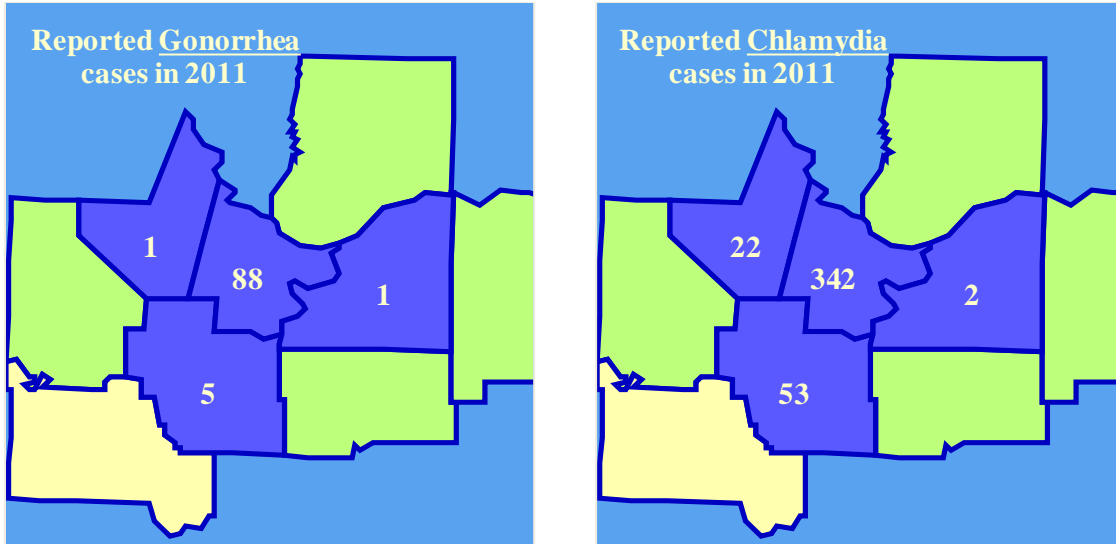 Reported Gonorrhea
cases in 2011
1
88
1
5
Reported Chlamydia
cases in 2011
22
342
2
53